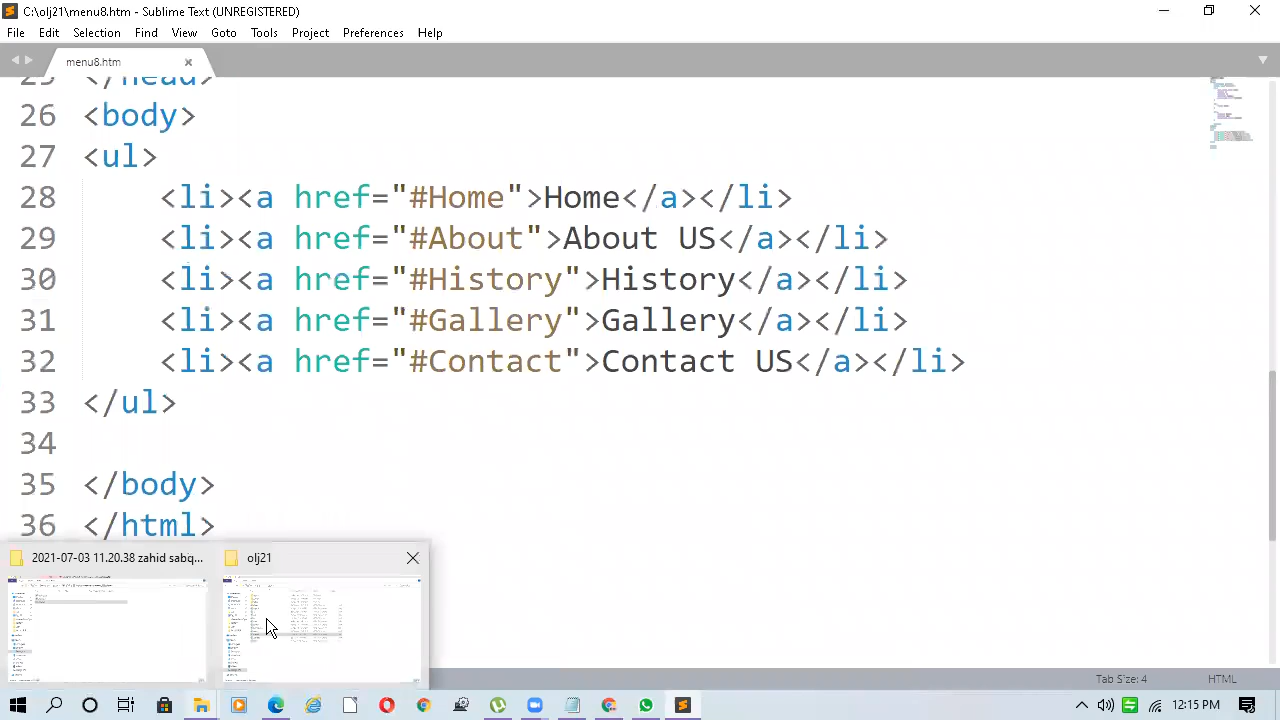 C:\olj21\menu8.htm - Sublime Text (UNREGISTERED)
File Edit Selection Find View Goto Tools Project Preferences Help
menu8.htm
25 </head>
26 <body>
27 <ul>
28 <li><a href="#Home">Home</a></li>
29 <li><a href="#About">About US</a></li>
30 <li><a href="#History">History</a></li>
31 <li><a href="#Gallery">Gallery</a></li>
32 <li><a href="#Contact">Contact US</a></li>
33 </ul>
34
35 </body>
36 </html>
2021-07-03 11.20.38 zahid sabq... olj21
Tab Size: 4 HTML
12:15 PM